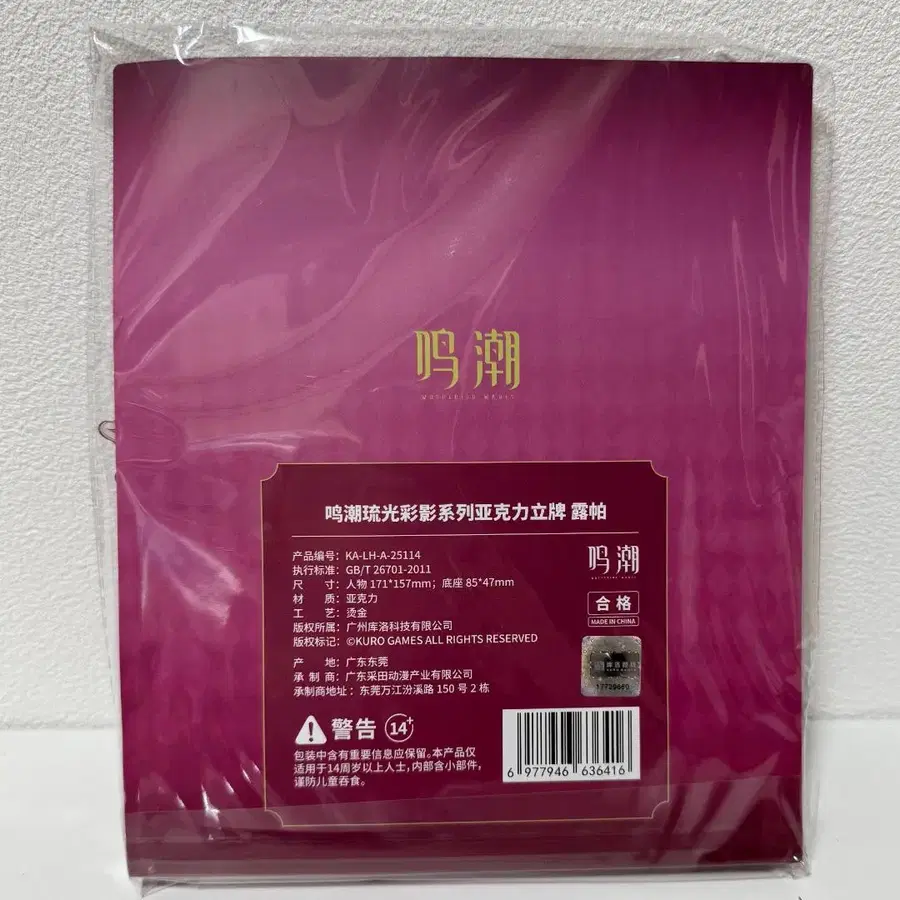 鸣潮
WUTHERING WAVES
鸣潮琉光彩影系列亚克力立牌 露帕
产品编号：KA-LH-A-25114
执行标准：GB/T 26701-2011
尺 寸：人物 171*157mm；底座 85*47mm
材 质：亚克力
工 艺：烫金
版权所属：广州库洛科技有限公司
版权标记：©KURO GAMES ALL RIGHTS RESERVED
产 地：广东东莞
承 制 商：广东采田动漫产业有限公司
承制商地址：东莞万江汾溪路 150 号 2 栋
鸣潮
WUTHERING WAVES
合格
MADE IN CHINA
警告 14+
包装中含有重要信息应保留。本产品仅
适用于14周岁以上人士，内部含小部件，
谨防儿童吞食。
6 977946 636416